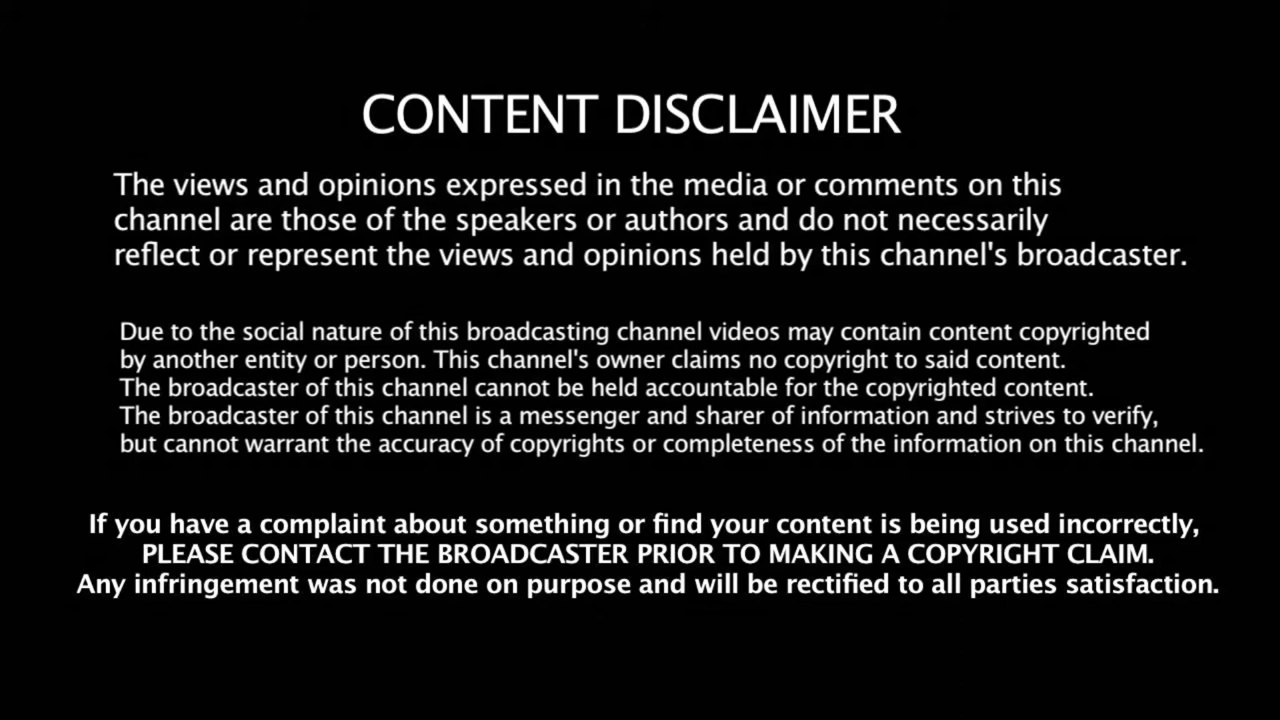 CONTENT DISCLAIMER
The views and opinions expressed in the media or comments on this
channel are those of the speakers or authors and do not necessarily
reflect or represent the views and opinions held by this channel's broadcaster.
Due to the social nature of this broadcasting channel videos may contain content copyrighted
by another entity or person. This channel's owner claims no copyright to said content.
The broadcaster of this channel cannot be held accountable for the copyrighted content.
The broadcaster of this channel is a messenger and sharer of information and strives to verify,
but cannot warrant the accuracy of copyrights or completeness of the information on this channel.
If you have a complaint about something or find your content is being used incorrectly,
PLEASE CONTACT THE BROADCASTER PRIOR TO MAKING A COPYRIGHT CLAIM.
Any infringement was not done on purpose and will be rectified to all parties satisfaction.